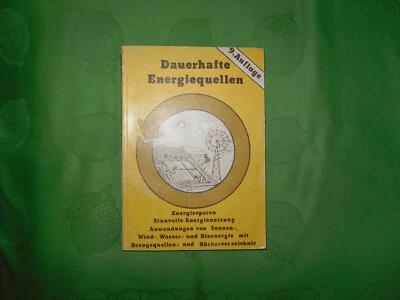 9. Auflage
Dauerhafte
Energiequellen
Energiesparen
Sinnvolle Energienutzung
Anwendungen von Sonnen-,
Wind-, Wasser- und Bioenergie mit
Bezugsquellen- und Bücherverzeichnis